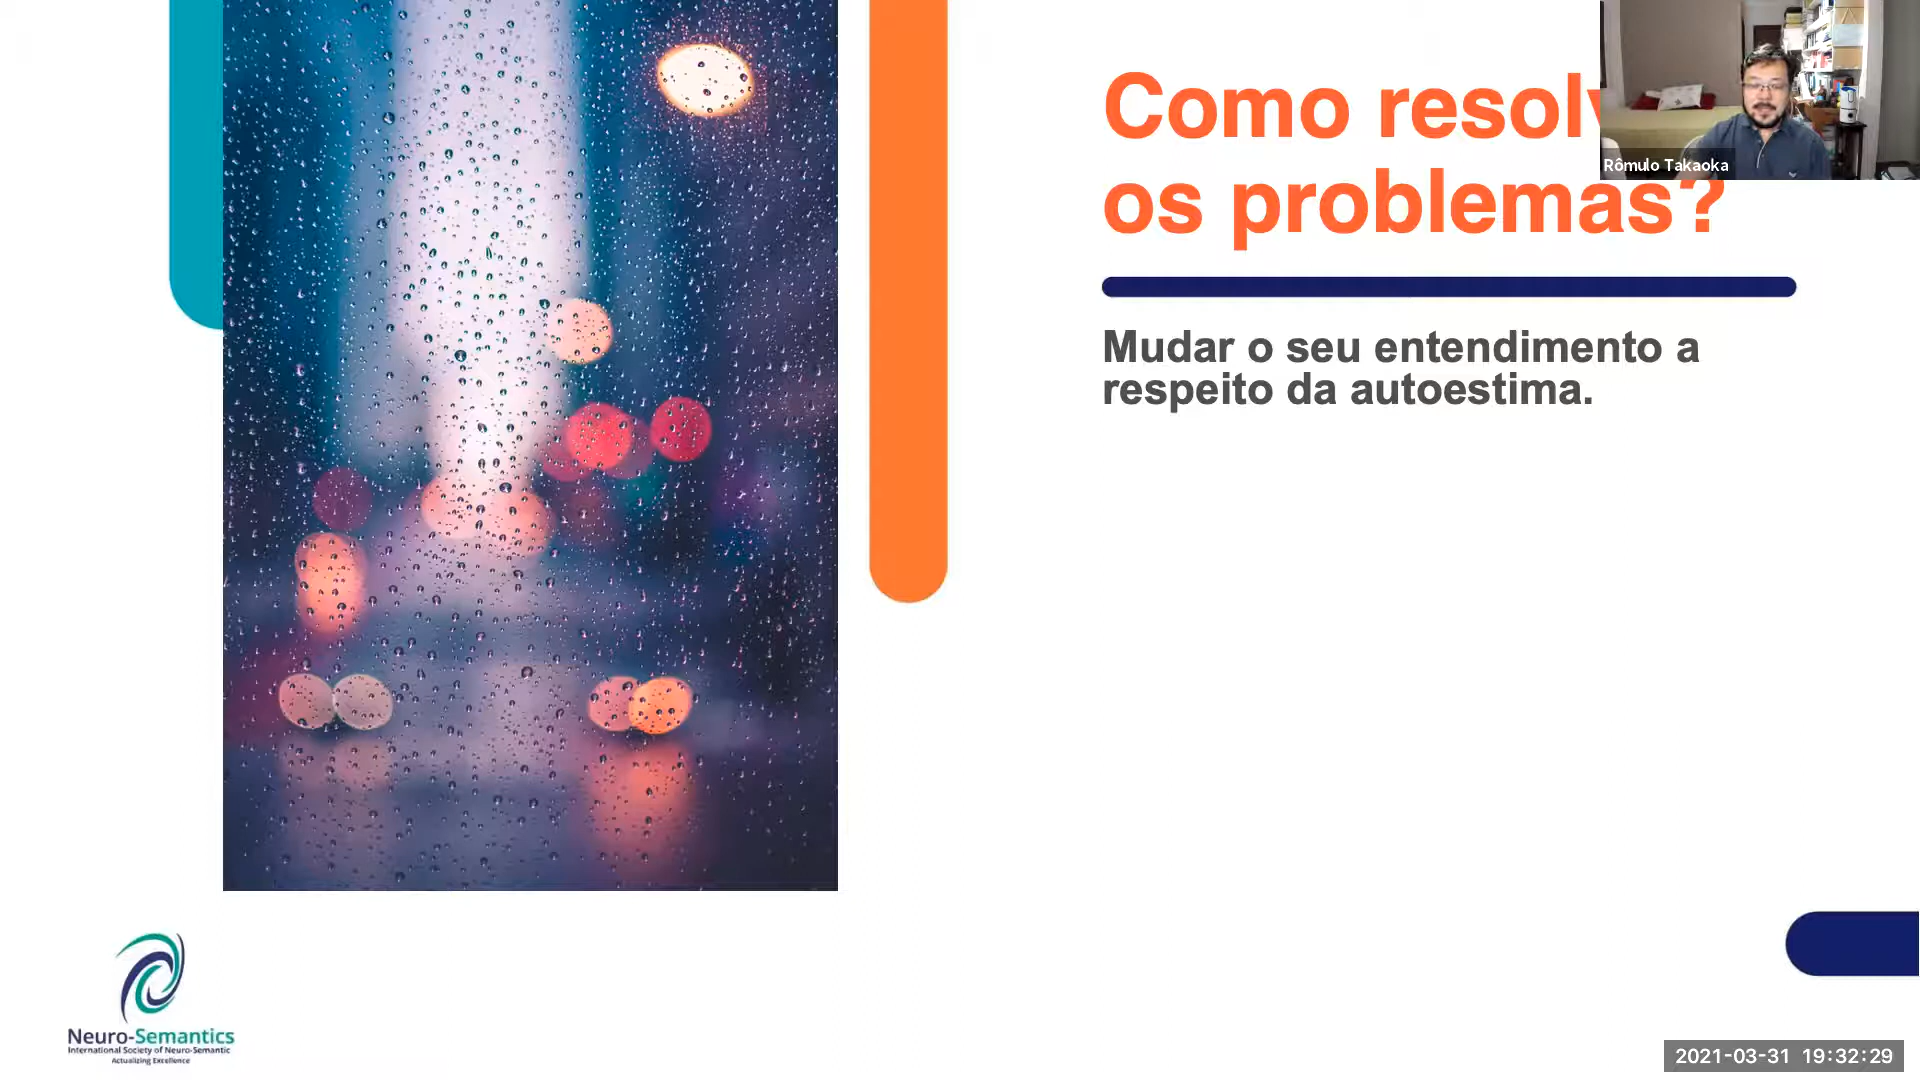 Como resolv
os problemas?
Rômulo Takaoka
Mudar o seu entendimento a
respeito da autoestima.
Neuro-Semantics
International Society of Neuro-Semantic
Actualizing Excellence
2021-03-31 19:32:29